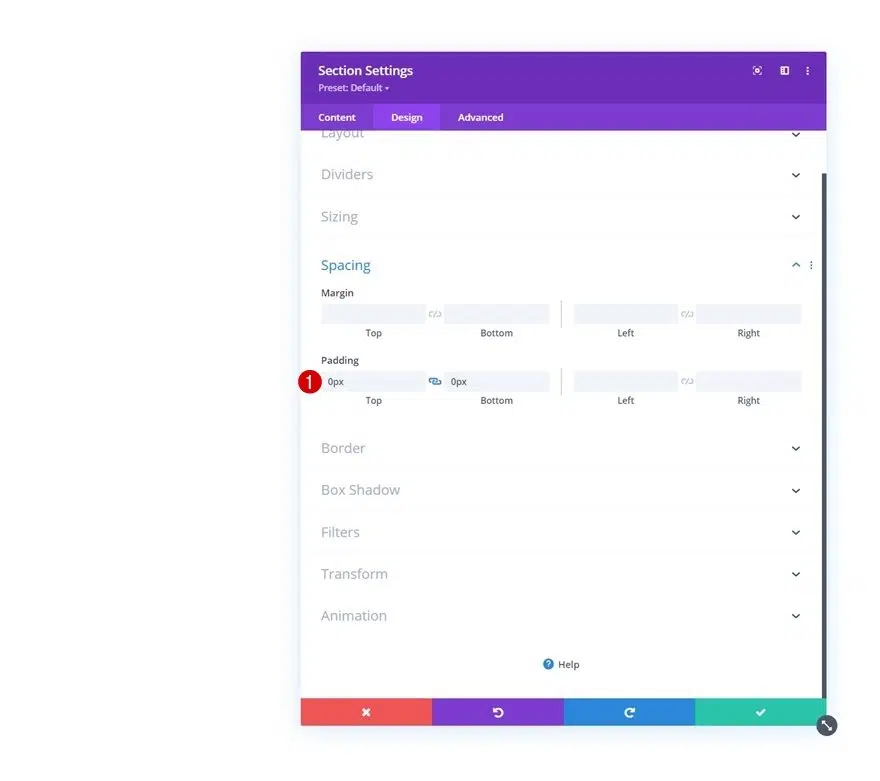 Section Settings
Preset: Default
Content Design Advanced
Layout
Dividers
Sizing
Spacing
Margin
Top Bottom Left Right
Padding
1 0px 0px
Top Bottom Left Right
Border
Box Shadow
Filters
Transform
Animation
? Help